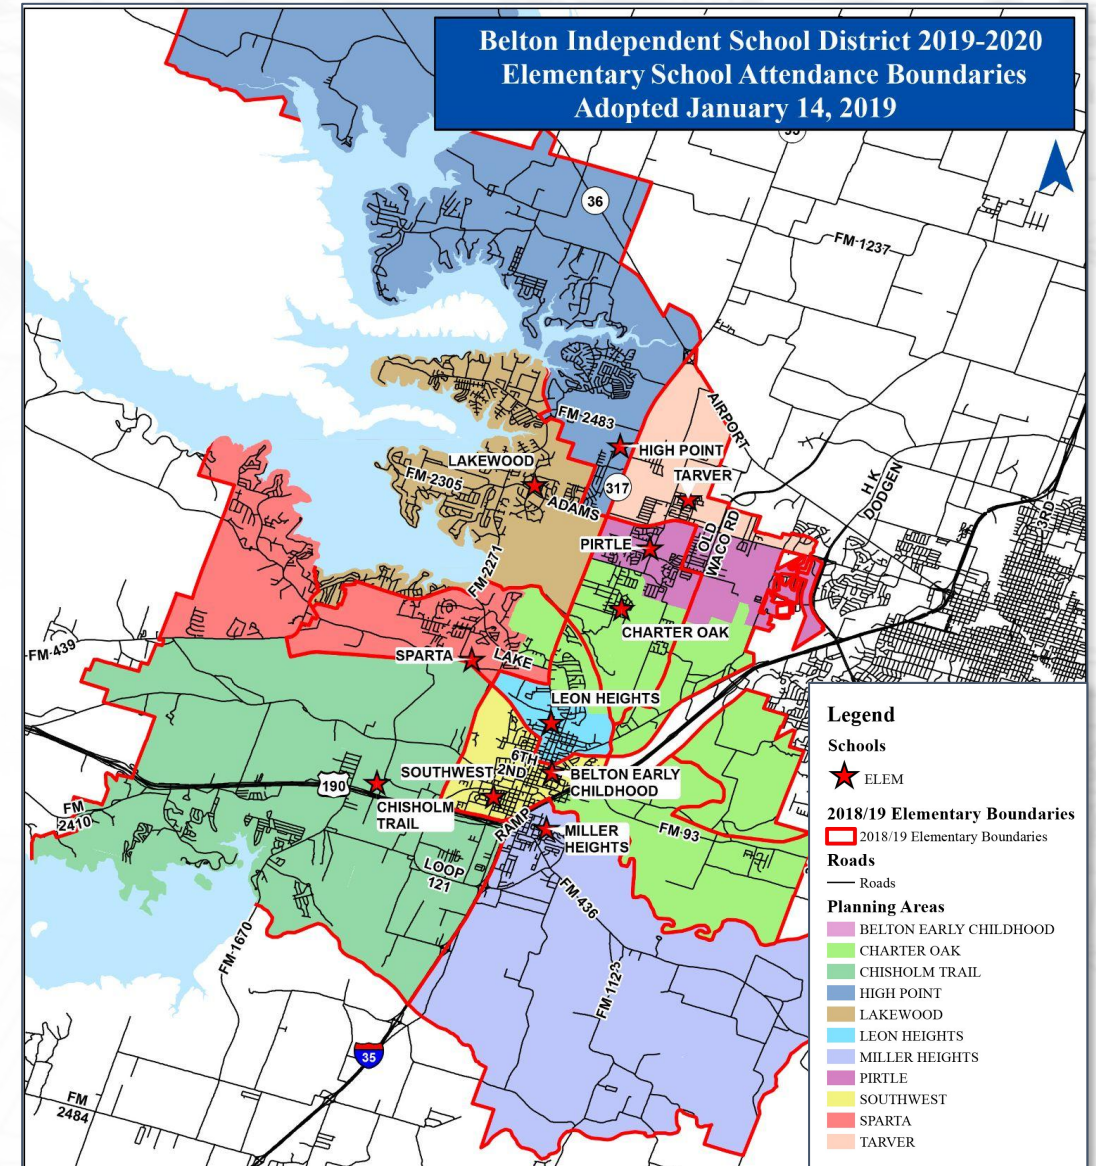 Belton Independent School District 2019-2020
Elementary School Attendance Boundaries
Adopted January 14, 2019
36
FM-1237
AIRPORT
FM-2483
HIGH POINT
LAKEWOOD
FM-2305
TARVER
317
ADAMS
H K
DODGEN
OLD
WACORD
PIRTLE
FM-2271
CHARTER OAK
FM-439
SPARTA
LAKE
LEON HEIGHTS
6TH
SOUTHWEST
2ND
BELTON EARLY
CHILDHOOD
190
CHISHOLM
TRAIL
FM
2410
RAMP
MILLER
HEIGHTS
FM-93
LOOP
121
FM-436
FM-1670
35
FM
2484
Legend
Schools
ELEM
2018/19 Elementary Boundaries
2018/19 Elementary Boundaries
Roads
Roads
Planning Areas
BELTON EARLY CHILDHOOD
CHARTER OAK
CHISHOLM TRAIL
HIGH POINT
LAKEWOOD
LEON HEIGHTS
MILLER HEIGHTS
PIRTLE
SOUTHWEST
SPARTA
TARVER